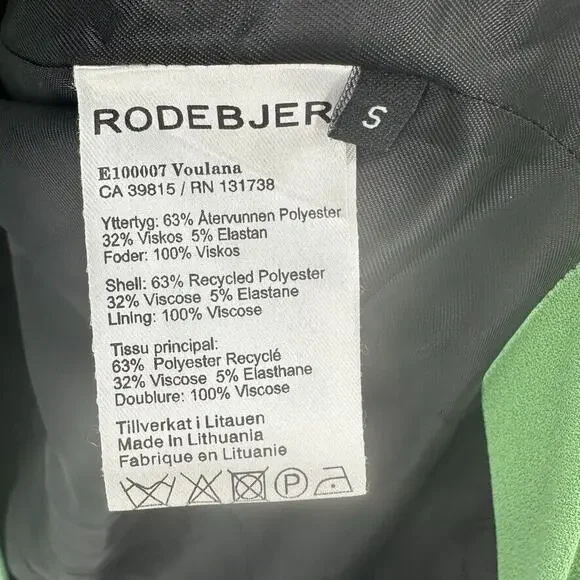 RODEBJER
S
E100007 Voulana
CA 39815 / RN 131738
Yttertyg: 63% Återvunnen Polyester
32% Viskos 5% Elastan
Foder: 100% Viskos
Shell: 63% Recycled Polyester
32% Viscose 5% Elastane
Lining: 100% Viscose
Tissu principal:
63% Polyester Recyclé
32% Viscose 5% Elasthane
Doublure: 100% Viscose
Tillverkat i Litauen
Made In Lithuania
Fabrique en Lituanie
P